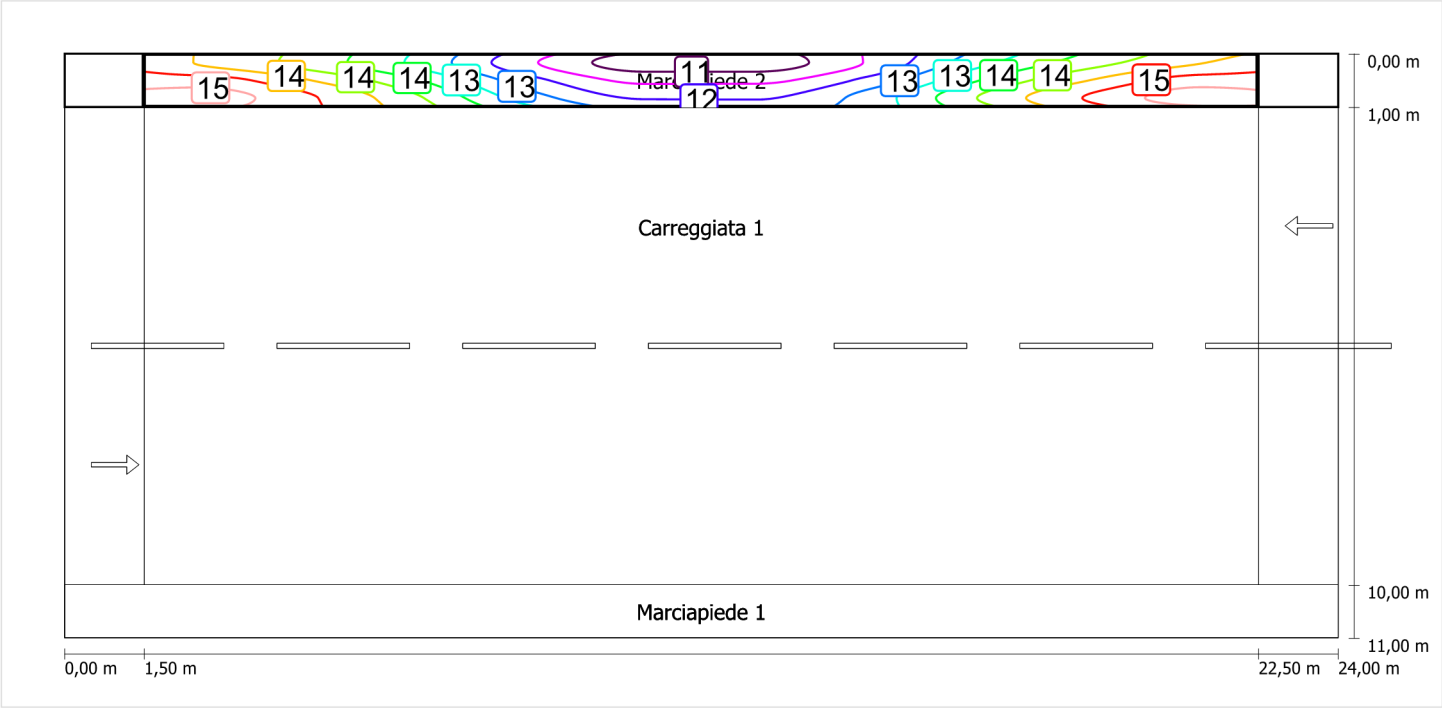 0,00 m
15 14 14 14 13 13 11 13 13 14 14 15
Marciapiede 2
12
1,00 m
Carreggiata 1
10,00 m
Marciapiede 1
11,00 m
0,00 m 1,50 m 22,50 m 24,00 m